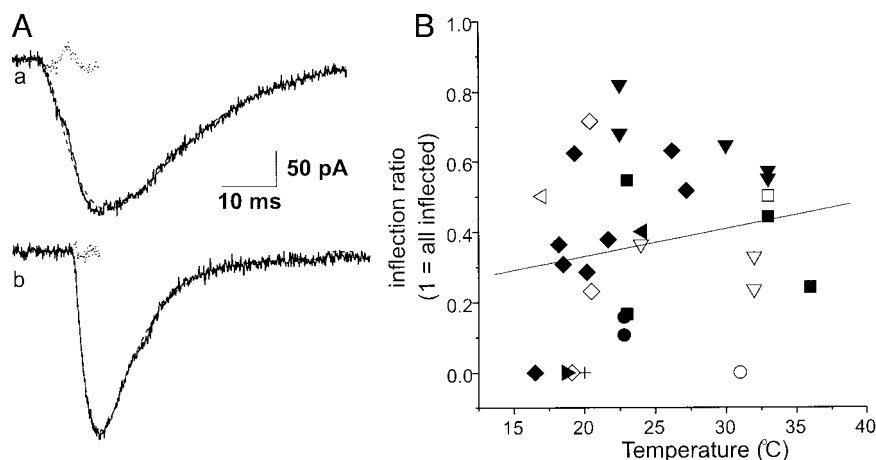 A
a
50 pA
10 ms
b
B
inflection ratio
(1 = all inflected)
1.0
0.8
0.6
0.4
0.2
0.0
15 20 25 30 35 40
Temperature (°C)